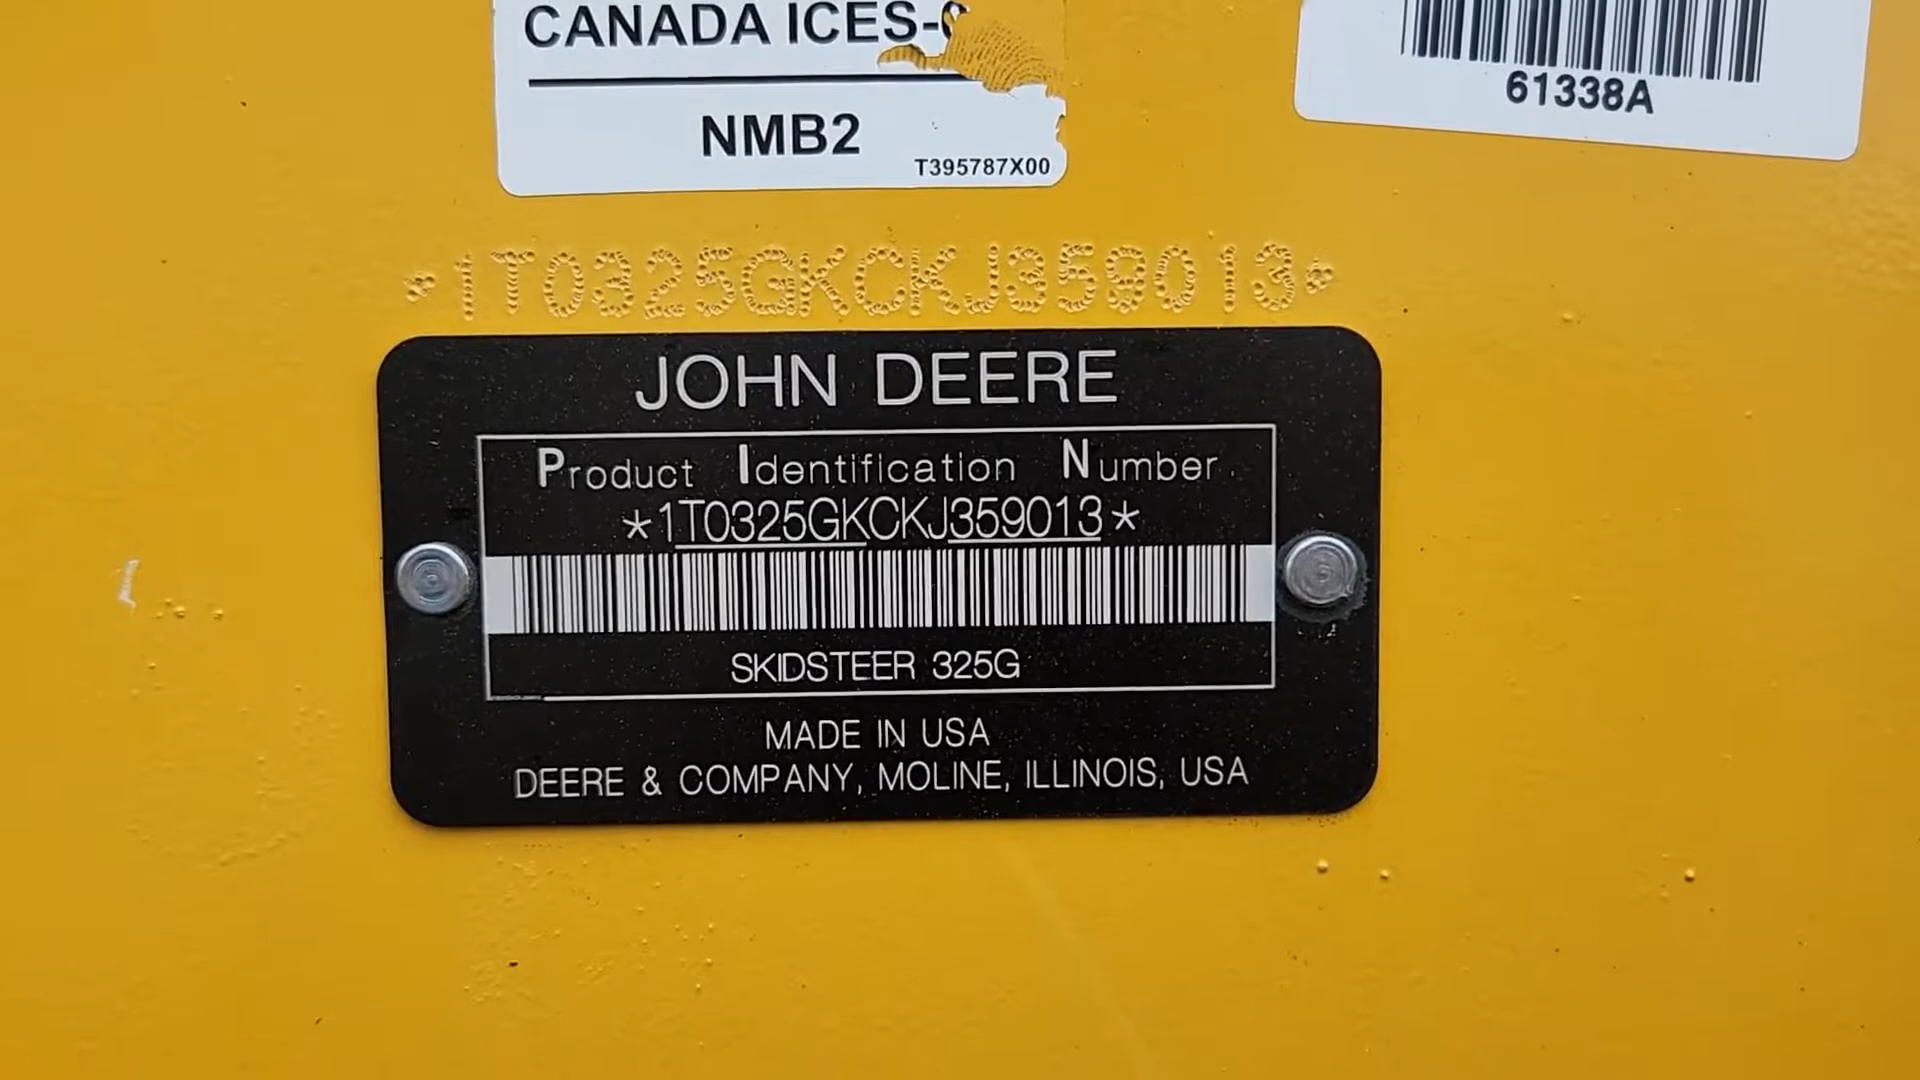 CANADA ICES-
NMB2
T395787X00
61338A
*1T0325GKCKJ359013*
JOHN DEERE
Product Identification Number
*1T0325GKCKJ359013*
SKIDSTEER 325G
MADE IN USA
DEERE & COMPANY, MOLINE, ILLINOIS, USA